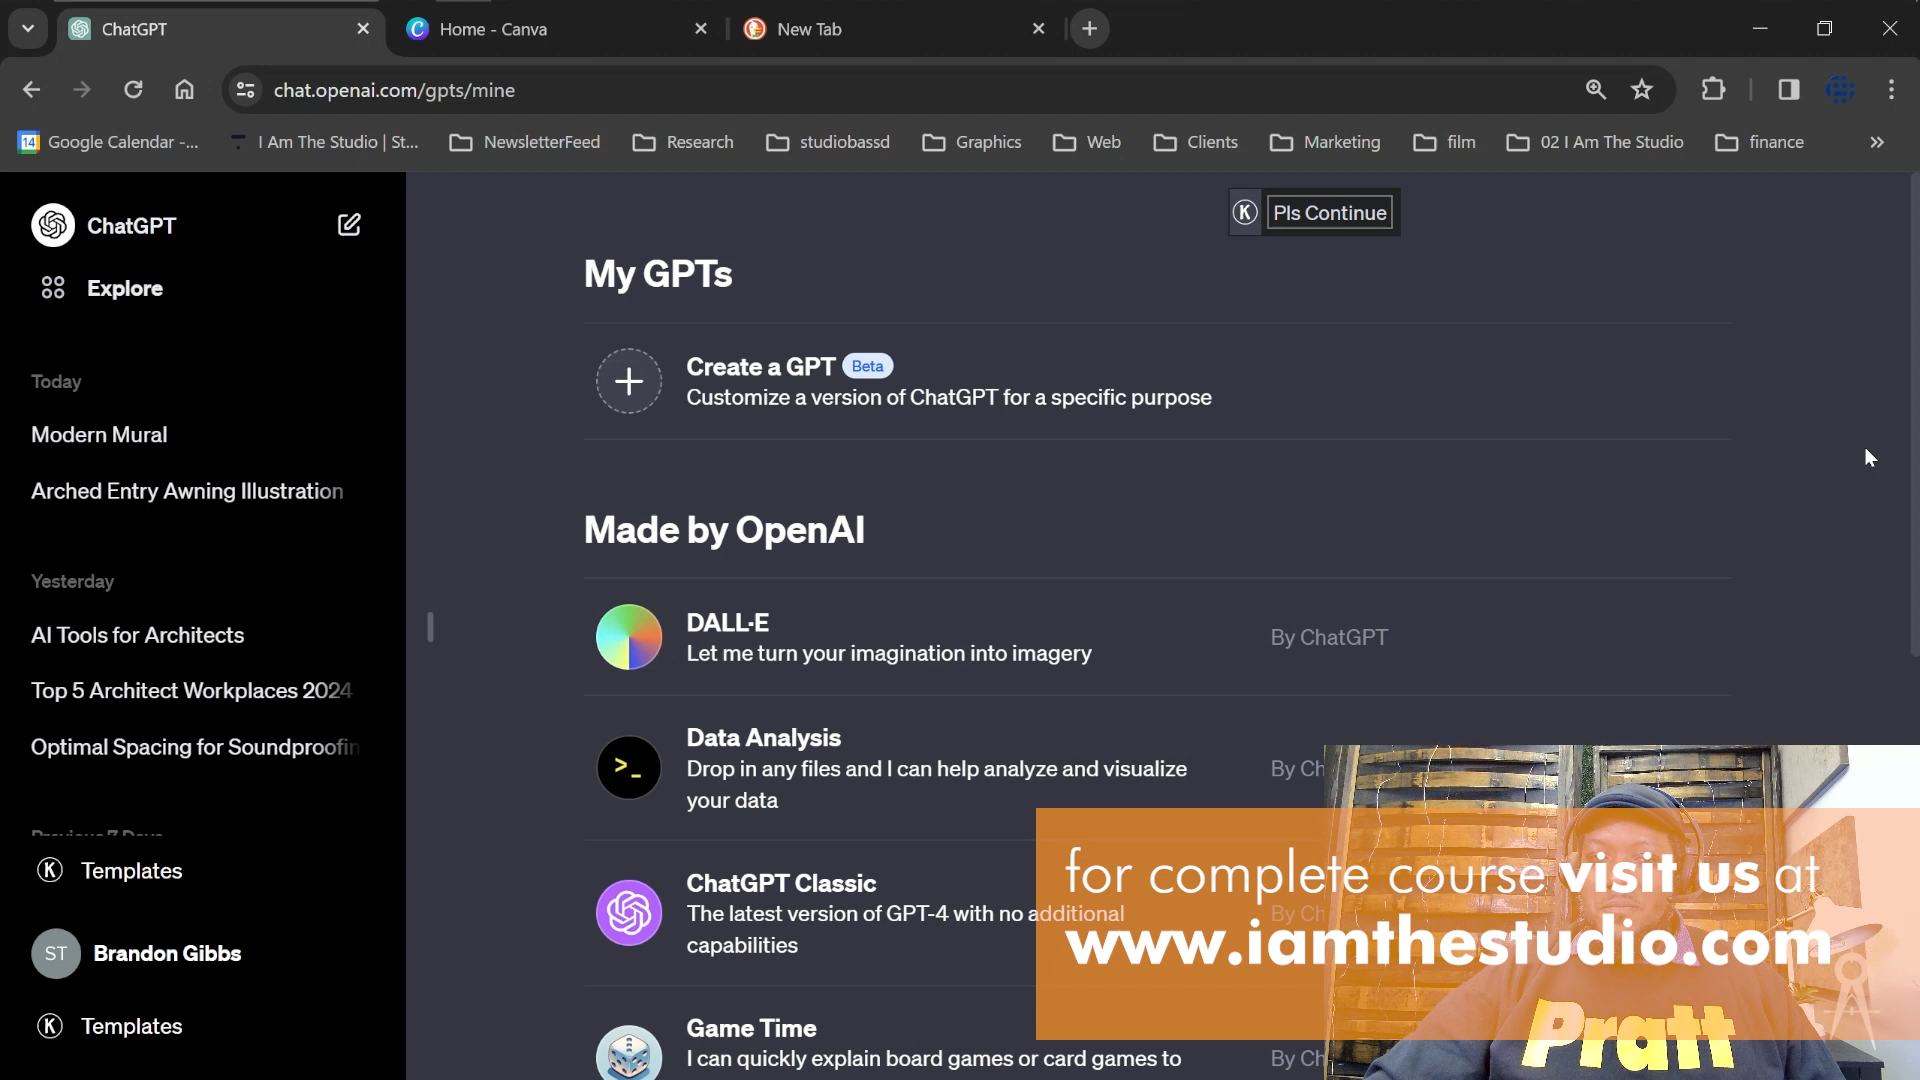 ChatGPT
Home - Canva
New Tab
chat.openai.com/gpts/mine
14 Google Calendar -...
I Am The Studio | St...
NewsletterFeed
Research
studiobassd
Graphics
Web
Clients
Marketing
film
02 I Am The Studio
finance
ChatGPT
Explore
Today
Modern Mural
Arched Entry Awning Illustration
Yesterday
AI Tools for Architects
Top 5 Architect Workplaces 2024
Optimal Spacing for Soundproofin
Previous 7 Days
K Templates
ST Brandon Gibbs
K Templates
K Pls Continue
My GPTs
Create a GPT Beta
Customize a version of ChatGPT for a specific purpose
Made by OpenAI
DALL·E
Let me turn your imagination into imagery
By ChatGPT
Data Analysis
Drop in any files and I can help analyze and visualize
your data
By Ch
ChatGPT Classic
The latest version of GPT-4 with no additional
capabilities
By Ch
Game Time
I can quickly explain board games or card games to
By Ch
for complete course visit us at
www.iamthestudio.com
Pratt